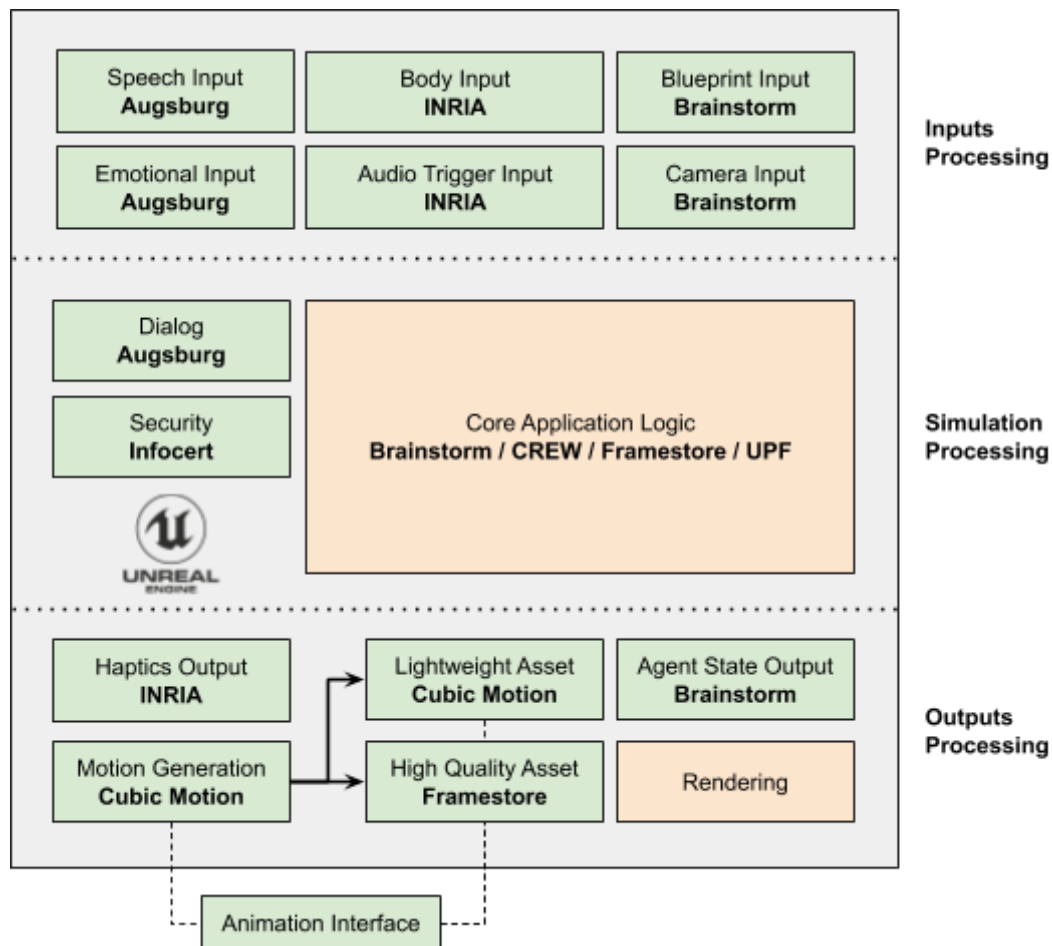 Speech Input
Augsburg
Body Input
INRIA
Blueprint Input
Brainstorm
Emotional Input
Augsburg
Audio Trigger Input
INRIA
Camera Input
Brainstorm
Inputs
Processing
Dialog
Augsburg
Security
Infocert
UNREAL
ENGINE
Core Application Logic
Brainstorm / CREW / Framestore / UPF
Simulation
Processing
Haptics Output
INRIA
Lightweight Asset
Cubic Motion
Agent State Output
Brainstorm
Motion Generation
Cubic Motion
High Quality Asset
Framestore
Rendering
Outputs
Processing
Animation Interface